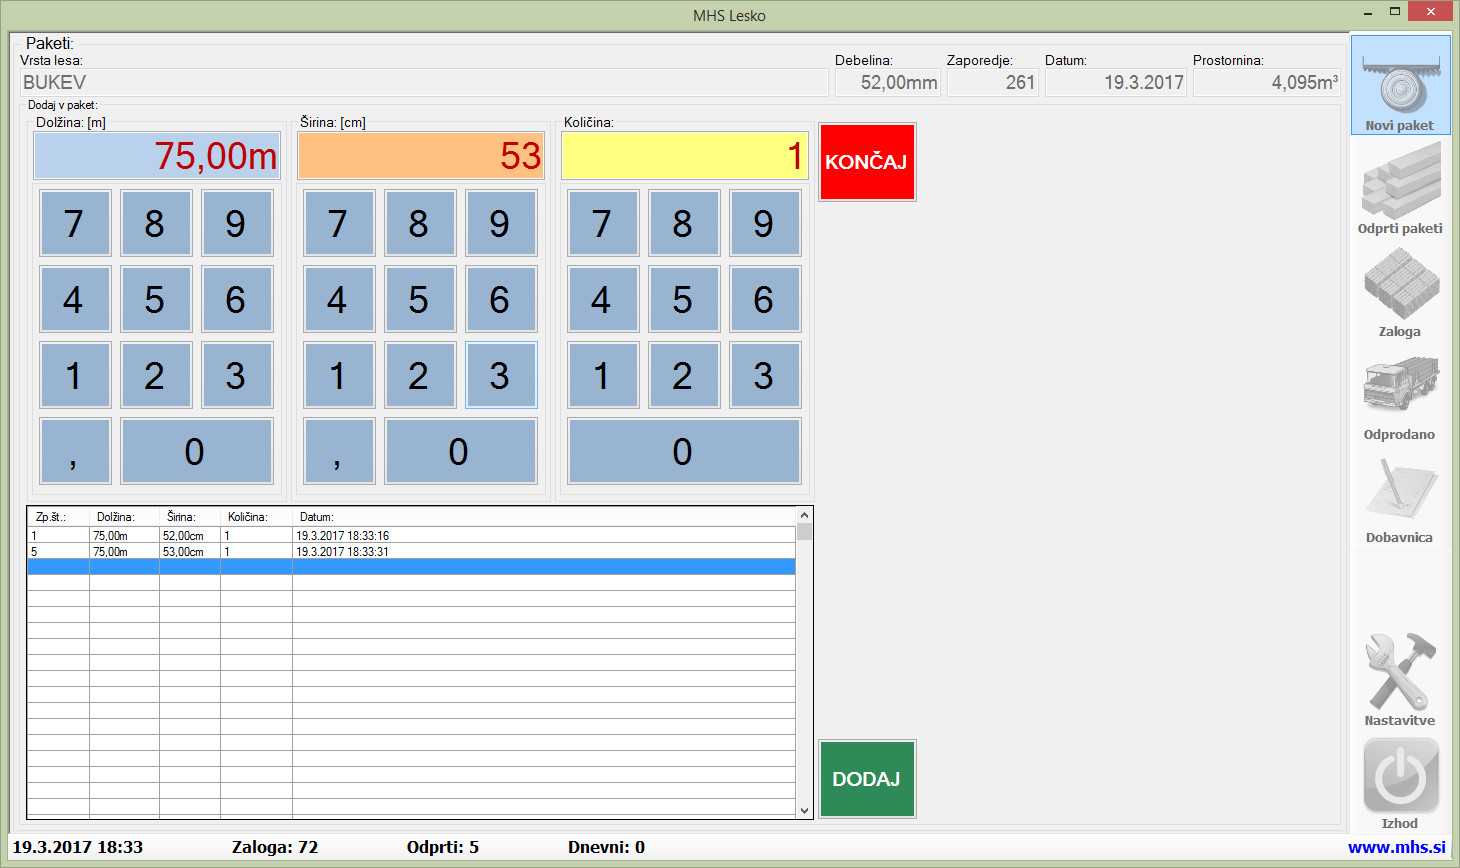 MHS Lesko
Paketi:
Vrsta lesa: Debelina: Zaporedje: Datum: Prostornina:
BUKEV 52,00mm 261 19.3.2017 4,095m³
Dodaj v paket:
Dolžina: [m] Širina: [cm] Količina:
75,00m 53 1
KONČAJ
7 8 9 7 8 9 7 8 9
4 5 6 4 5 6 4 5 6
1 2 3 1 2 3 1 2 3
, 0 , 0 0
Zp.št.: Dolžina: Širina: Količina: Datum:
1 75,00m 52,00cm 1 19.3.2017 18:33:16
5 75,00m 53,00cm 1 19.3.2017 18:33:31
DODAJ
Novi paket
Odprti paketi
Zaloga
Odprodano
Dobavnica
Nastavitve
Izhod
19.3.2017 18:33 Zaloga: 72 Odprti: 5 Dnevni: 0 www.mhs.si